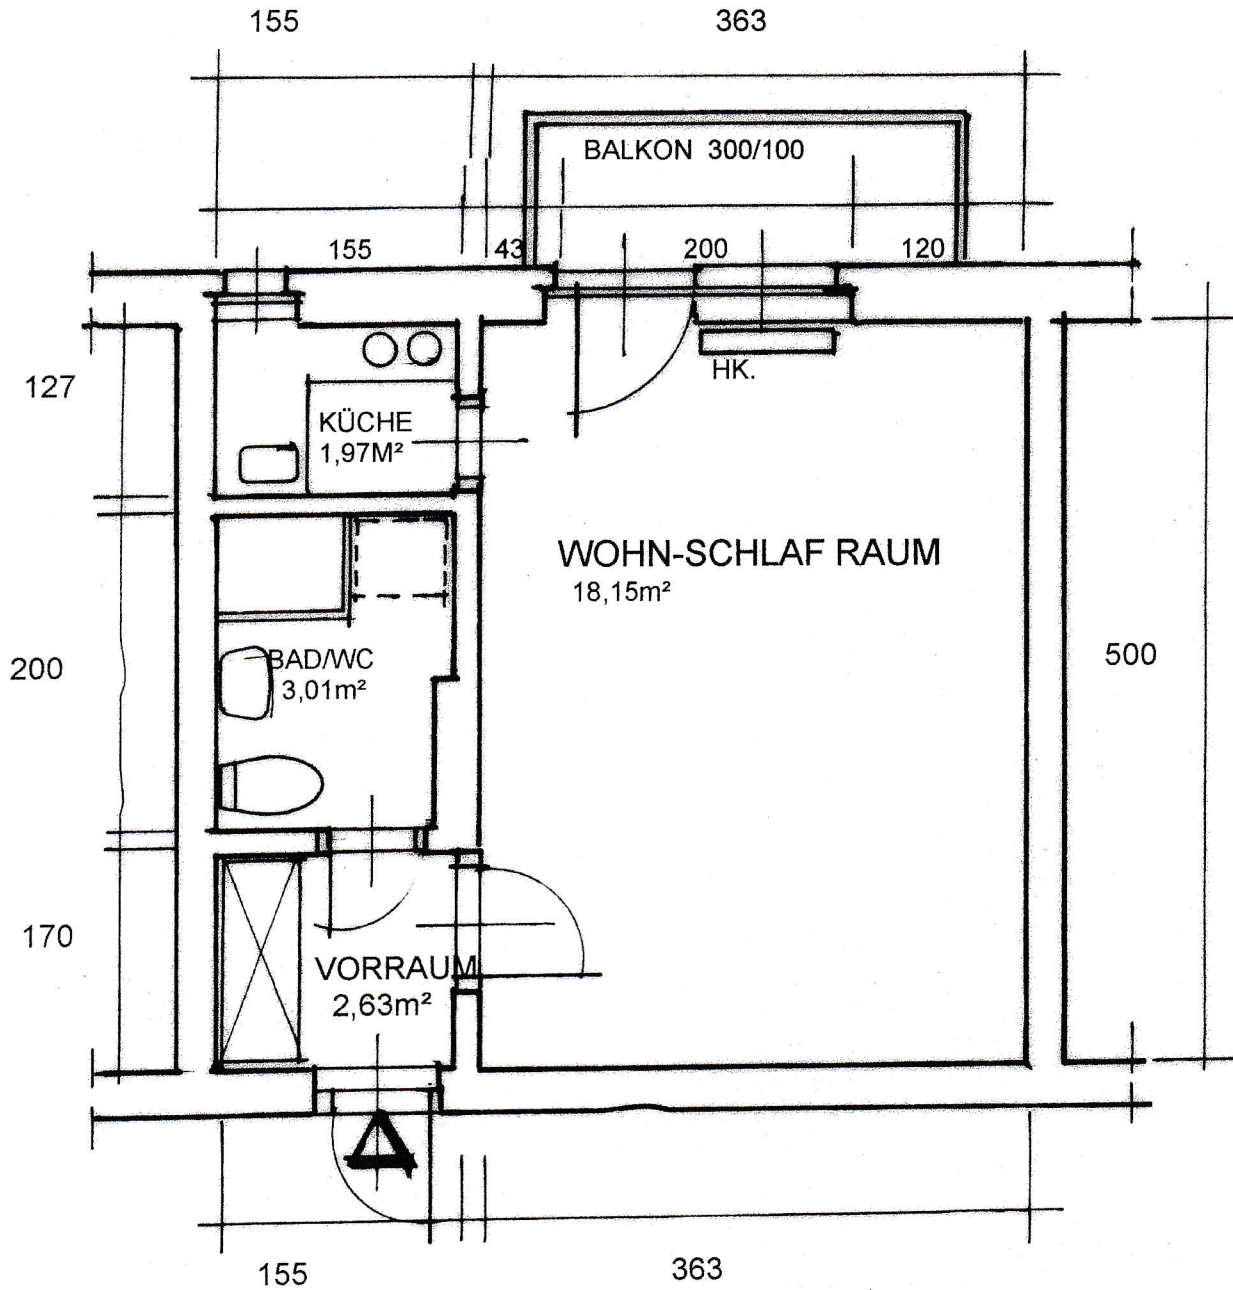 155 363
BALKON 300/100
155 43 200 120
HK.
127
KÜCHE
1,97M²
WOHN-SCHLAF RAUM
18,15m²
200
BAD/WC
3,01m²
500
170
VORRAUM
2,63m²
155 363